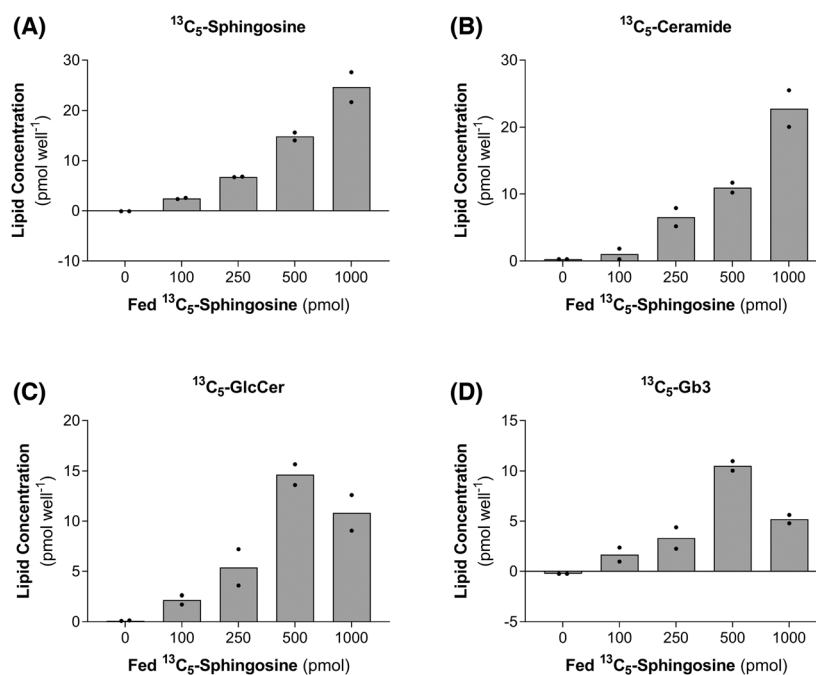 (A)
¹³C₅-Sphingosine
Lipid Concentration
(pmol well⁻¹)
30
20
10
0
-10
0 100 250 500 1000
Fed ¹³C₅-Sphingosine (pmol)
(B)
¹³C₅-Ceramide
Lipid Concentration
(pmol well⁻¹)
30
20
10
0
0 100 250 500 1000
Fed ¹³C₅-Sphingosine (pmol)
(C)
¹³C₅-GlcCer
Lipid Concentration
(pmol well⁻¹)
20
15
10
5
0
0 100 250 500 1000
Fed ¹³C₅-Sphingosine (pmol)
(D)
¹³C₅-Gb3
Lipid Concentration
(pmol well⁻¹)
15
10
5
0
-5
0 100 250 500 1000
Fed ¹³C₅-Sphingosine (pmol)